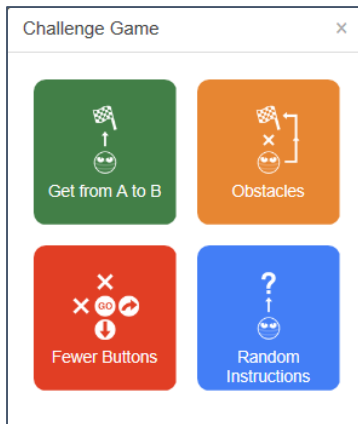 Challenge Game ×
Get from A to B
Obstacles
GO
Fewer Buttons
?
Random
Instructions